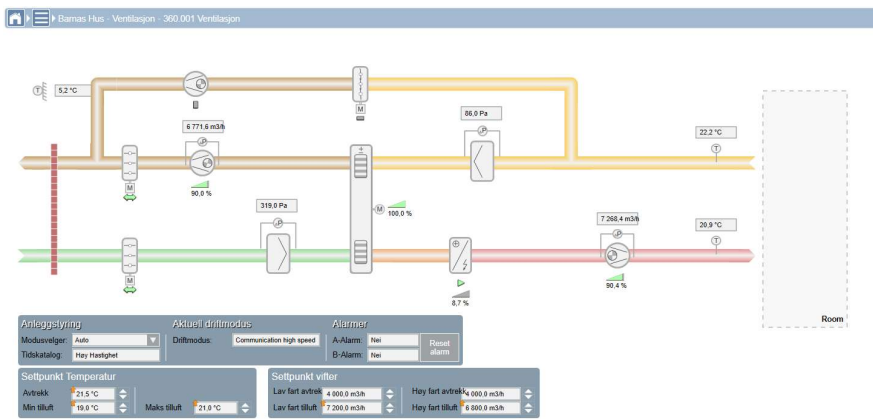 Barnas Hus - Ventilasjon - 360.001 Ventilasjon
T
5,2 °C
M
86,0 Pa
P
6 771,6 m3/h
P
22,2 °C
T
M
90,0 %
M
100,0 %
319,0 Pa
P
7 268,4 m3/h
P
20,9 °C
T
M
8,7 %
90,4 %
Room
Anleggstyring Aktuell driftmodus Alarmer
Modusvelger: Auto Driftmodus: Communication high speed A-Alarm: Nei Reset alarm
Tidskatalog: Høy Hastighet B-Alarm: Nei
Settpunkt Temperatur Settpunkt vifter
Avtrekk 21,5 °C Lav fart avtrekk 4 000,0 m3/h Høy fart avtrekk 4 000,0 m3/h
Min tilluft 19,0 °C Maks tilluft 21,0 °C Lav fart tilluft 7 200,0 m3/h Høy fart tilluft 6 800,0 m3/h